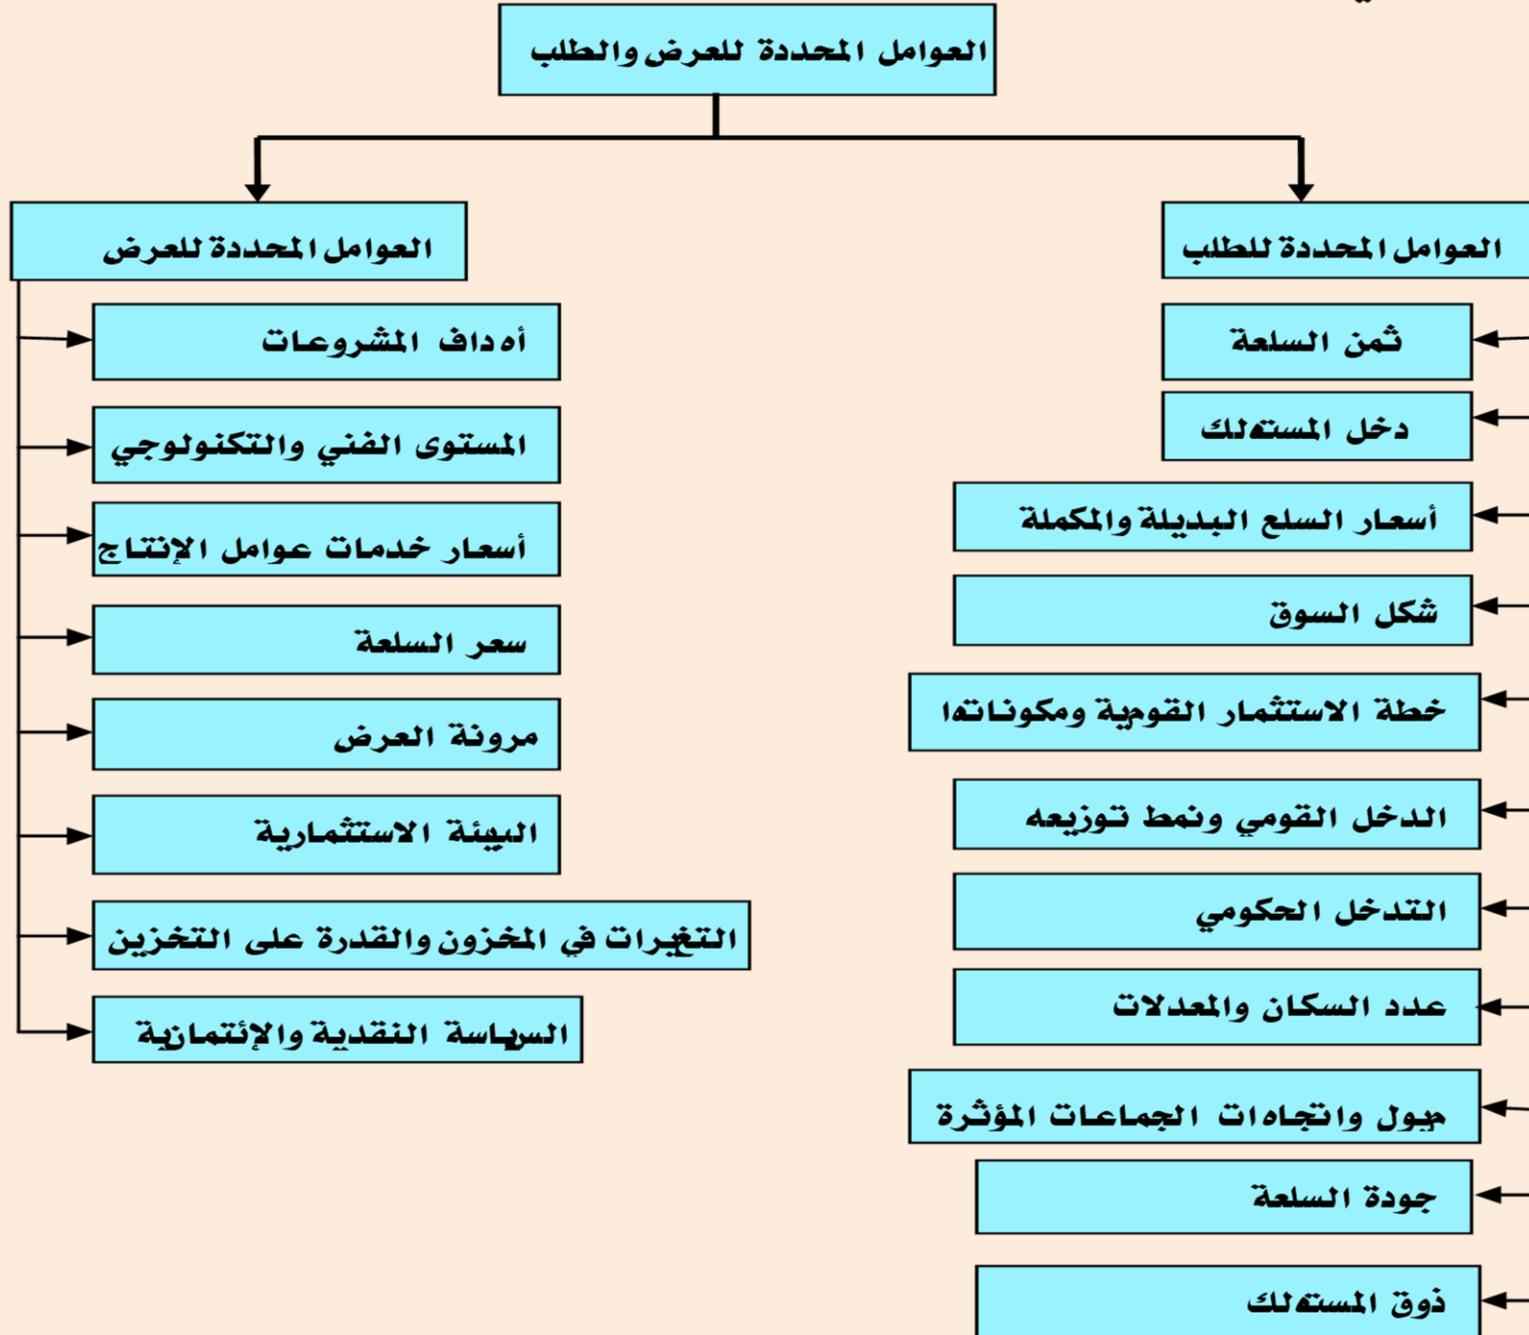 العوامل المحددة للعرض والطلب
العوامل المحددة للطلب
ثمن السلعة
دخل المستهلك
أسعار السلع البديلة والمكملة
شكل السوق
خطة الاستثمار القومية ومكوناتها
الدخل القومي ونمط توزيعه
التدخل الحكومي
عدد السكان والمعدلات
ميول واتجاهات الجماعات المؤثرة
جودة السلعة
ذوق المستهلك
العوامل المحددة للعرض
أهداف المشروعات
المستوى الفني والتكنولوجي
أسعار خدمات عوامل الإنتاج
سعر السلعة
مرونة العرض
البيئة الاستثمارية
التغيرات في المخزون والقدرة على التخزين
السياسة النقدية والإئتمانية